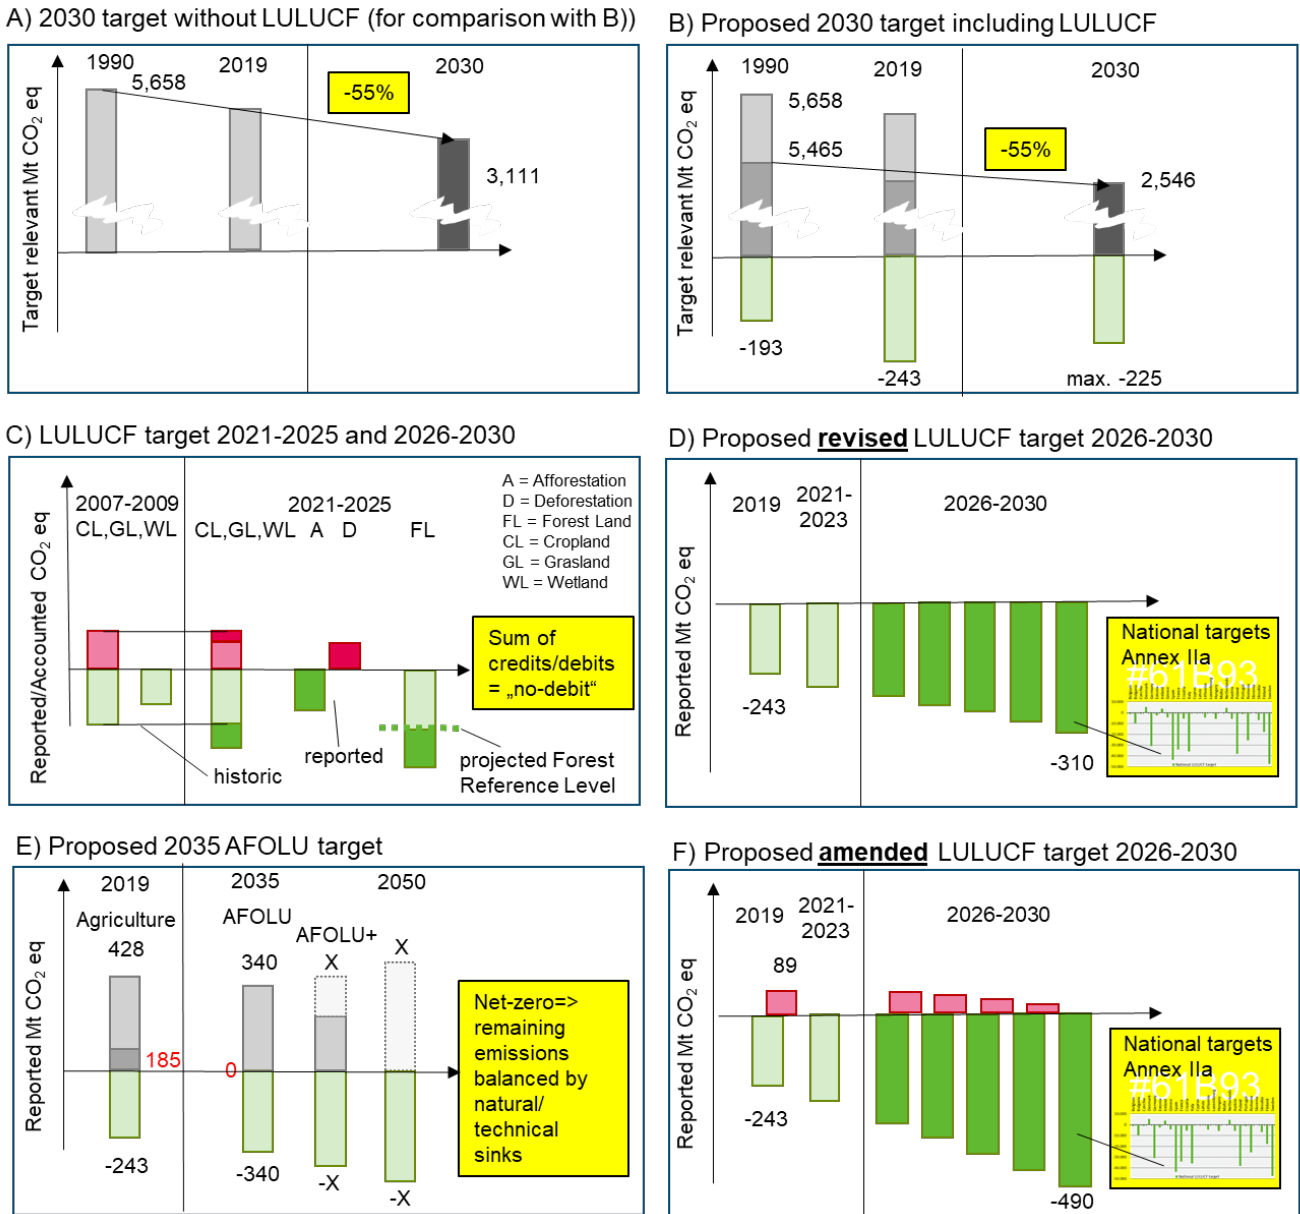 A) 2030 target without LULUCF (for comparison with B))
1990
2019
2030
5,658
-55%
3,111
Target relevant Mt CO₂ eq
B) Proposed 2030 target including LULUCF
1990
2019
2030
5,658
5,465
-55%
2,546
-193
-243
max. -225
Target relevant Mt CO₂ eq
C) LULUCF target 2021-2025 and 2026-2030
2007-2009
CL,GL,WL
2021-2025
CL,GL,WL A D FL
A = Afforestation
D = Deforestation
FL = Forest Land
CL = Cropland
GL = Grasland
WL = Wetland
Sum of
credits/debits
= „no-debit“
reported
historic
projected Forest
Reference Level
Reported/Accounted CO₂ eq
D) Proposed revised LULUCF target 2026-2030
2019
2021-
2023
2026-2030
-243
-310
National targets
Annex IIa
#61B93
Reported Mt CO₂ eq
E) Proposed 2035 AFOLU target
2019
2035
2050
Agriculture
AFOLU
AFOLU+
428
340
X
X
185
0
-243
-340
-X
-X
Net-zero=>
remaining
emissions
balanced by
natural/
technical
sinks
Reported Mt CO₂ eq
F) Proposed amended LULUCF target 2026-2030
2019
2021-
2023
2026-2030
89
-243
-490
National targets
Annex IIa
#61B93
Reported Mt CO₂ eq